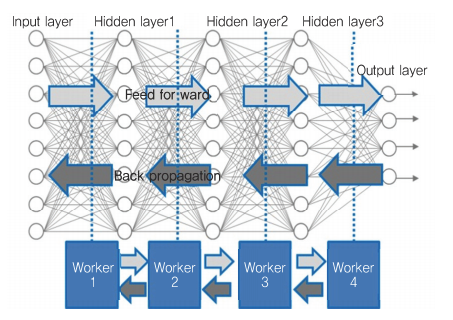 Input layer
Hidden layer1
Hidden layer2
Hidden layer3
Output layer
Feed for ward
Back propagation
Worker
1
Worker
2
Worker
3
Worker
4